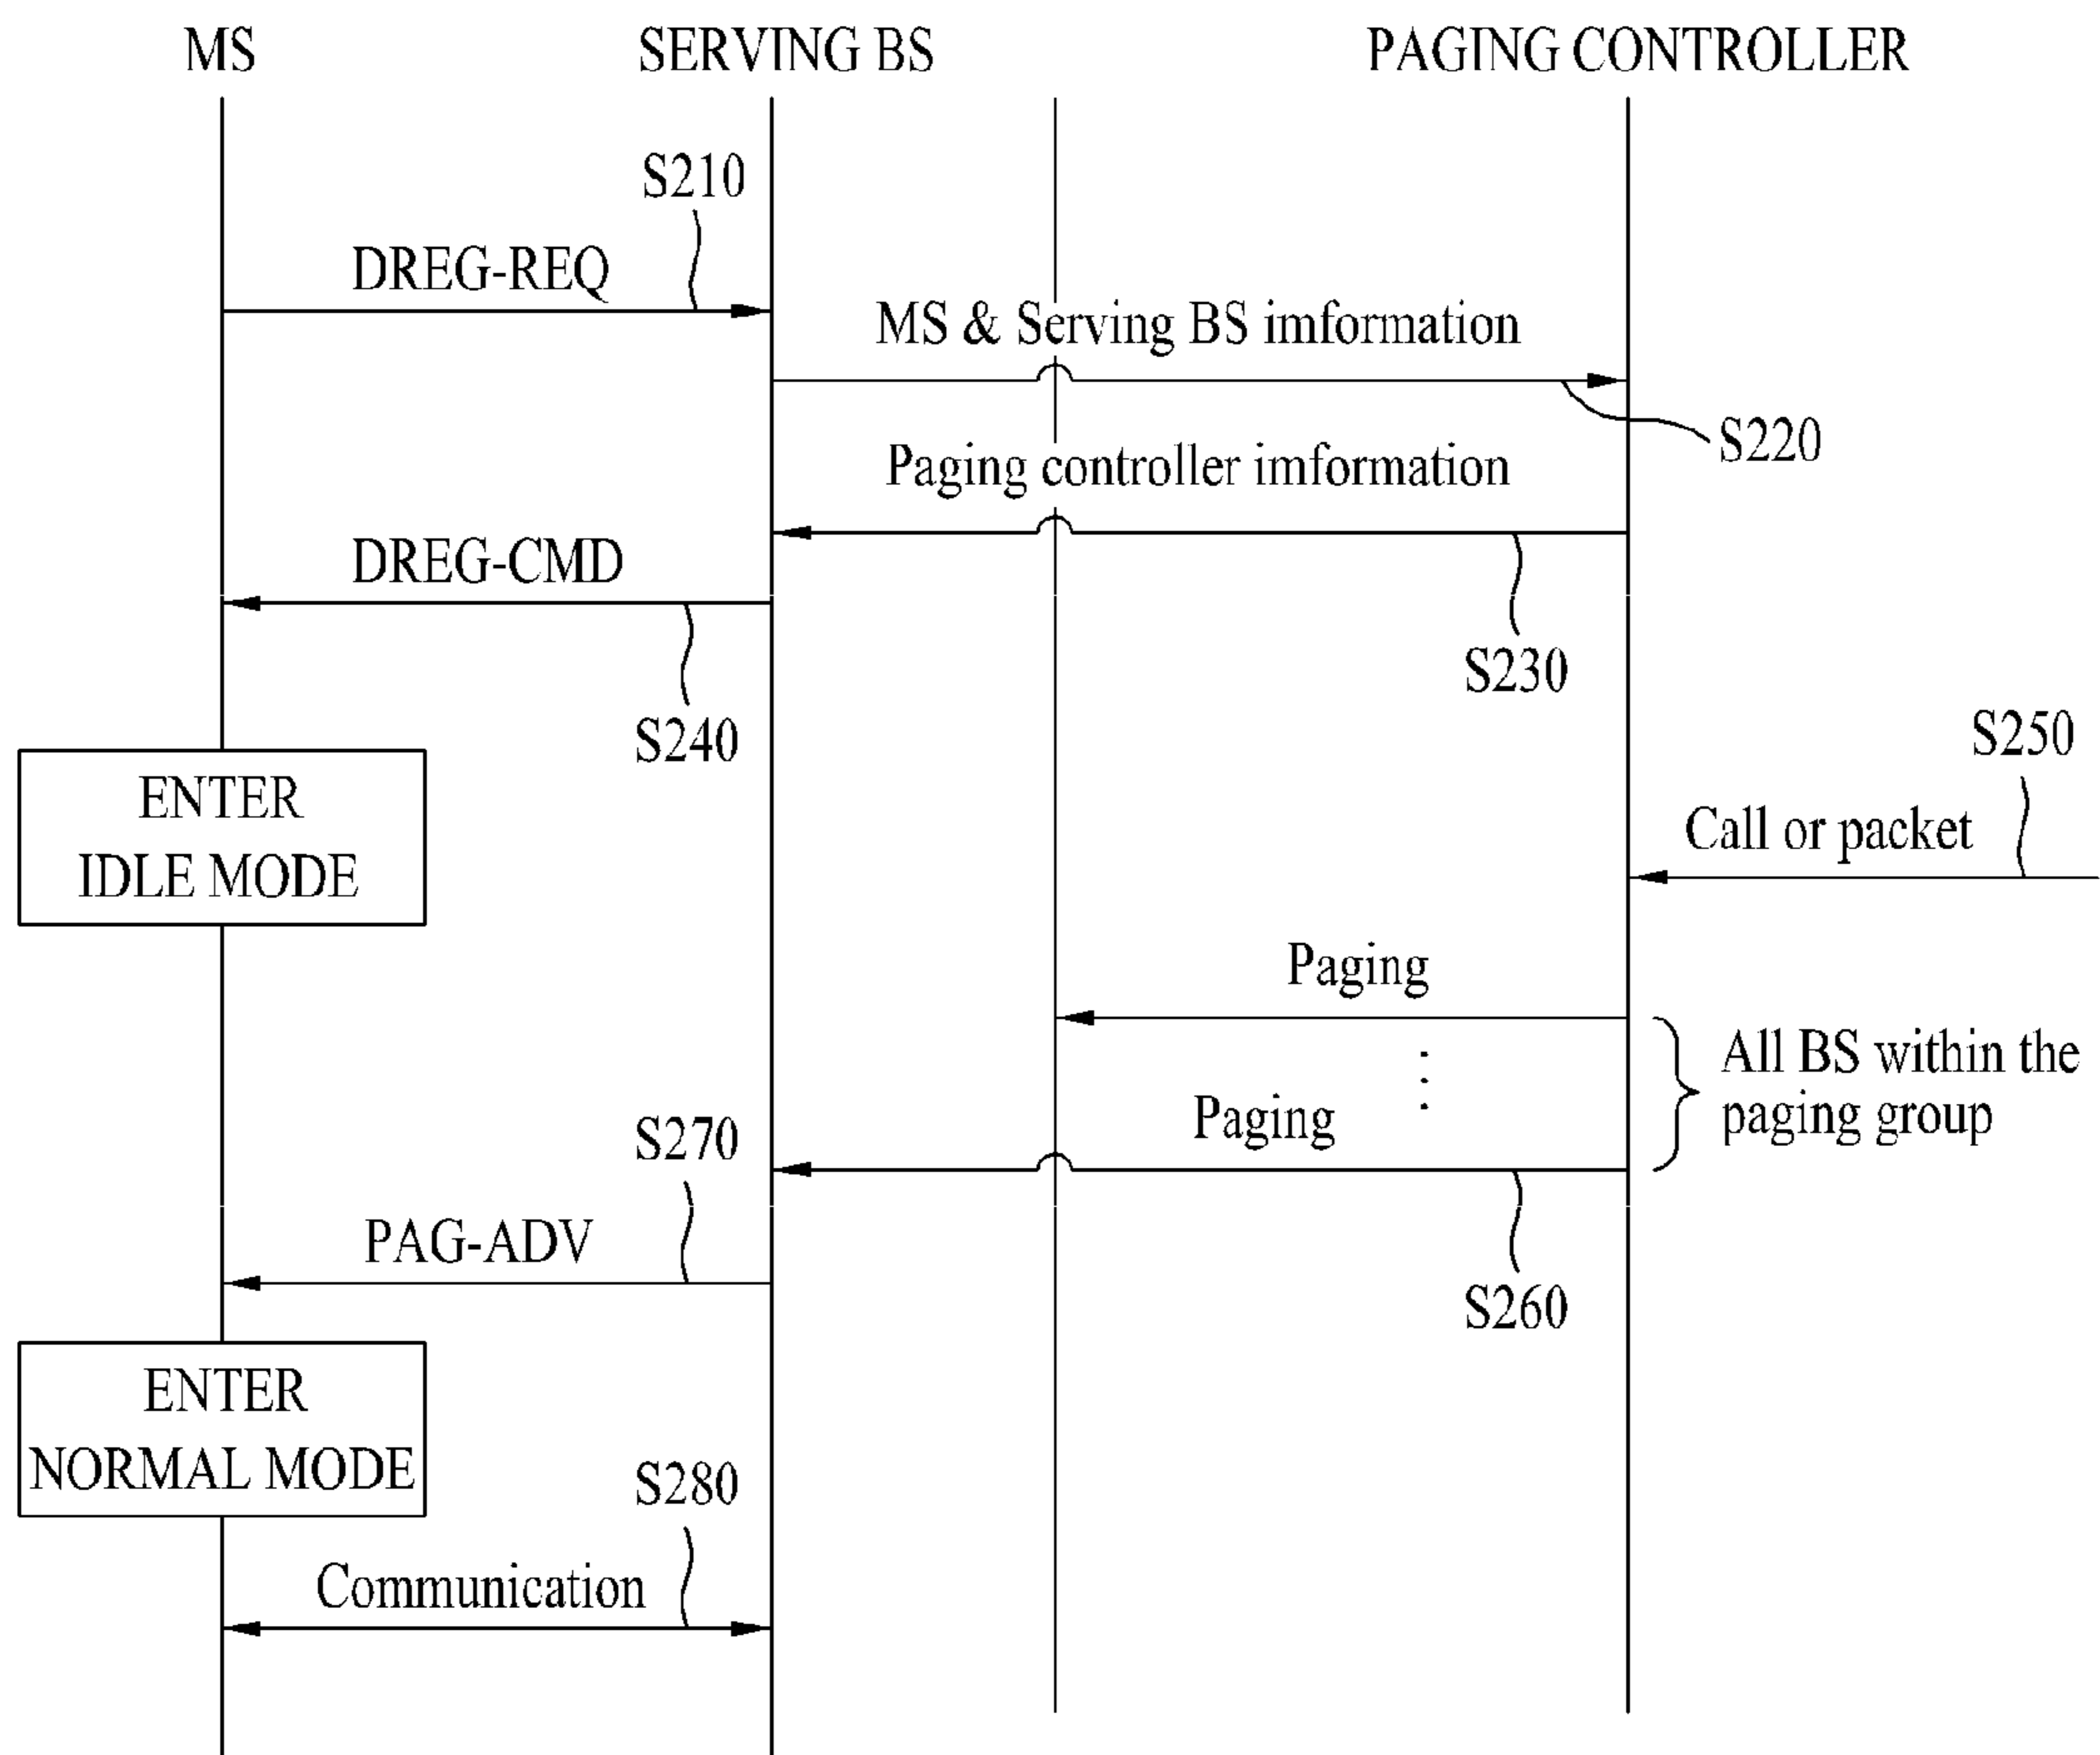 MS
SERVING BS
PAGING CONTROLLER
S210
DREG-REQ
MS & Serving BS imformation
S220
Paging controller imformation
DREG-CMD
S230
S240
S250
ENTER
IDLE MODE
Call or packet
Paging
All BS within the
paging group
Paging
S270
PAG-ADV
S260
ENTER
NORMAL MODE
S280
Communication